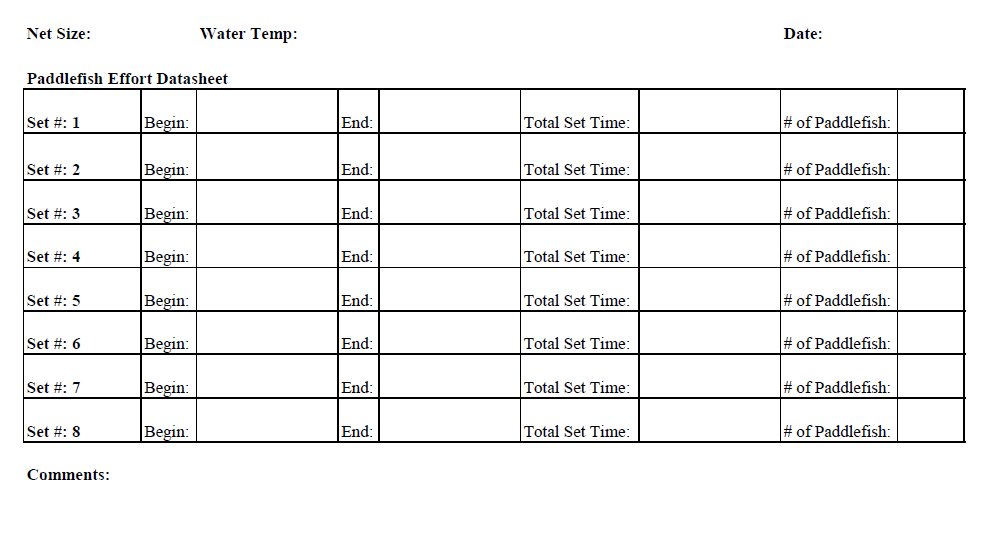 Net Size: Water Temp: Date:
Paddlefish Effort Datasheet
Set #: 1 Begin: End: Total Set Time: # of Paddlefish:
Set #: 2 Begin: End: Total Set Time: # of Paddlefish:
Set #: 3 Begin: End: Total Set Time: # of Paddlefish:
Set #: 4 Begin: End: Total Set Time: # of Paddlefish:
Set #: 5 Begin: End: Total Set Time: # of Paddlefish:
Set #: 6 Begin: End: Total Set Time: # of Paddlefish:
Set #: 7 Begin: End: Total Set Time: # of Paddlefish:
Set #: 8 Begin: End: Total Set Time: # of Paddlefish:
Comments: